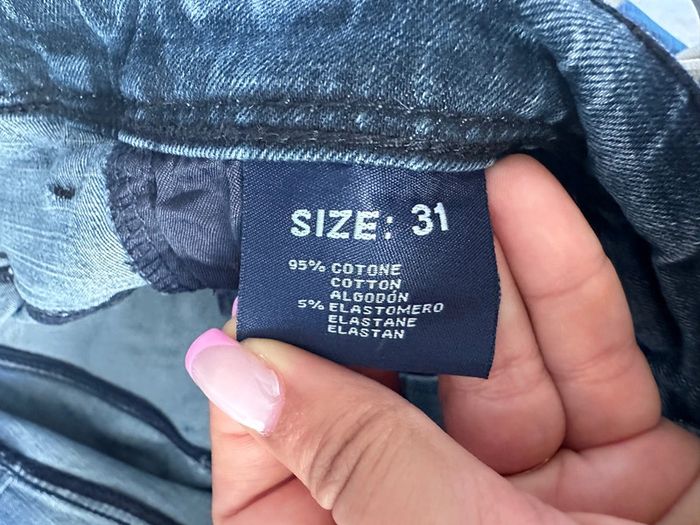 SIZE: 31
95% COTONE
COTTON
ALGODÓN
5% ELASTOMERO
ELASTANE
ELASTAN